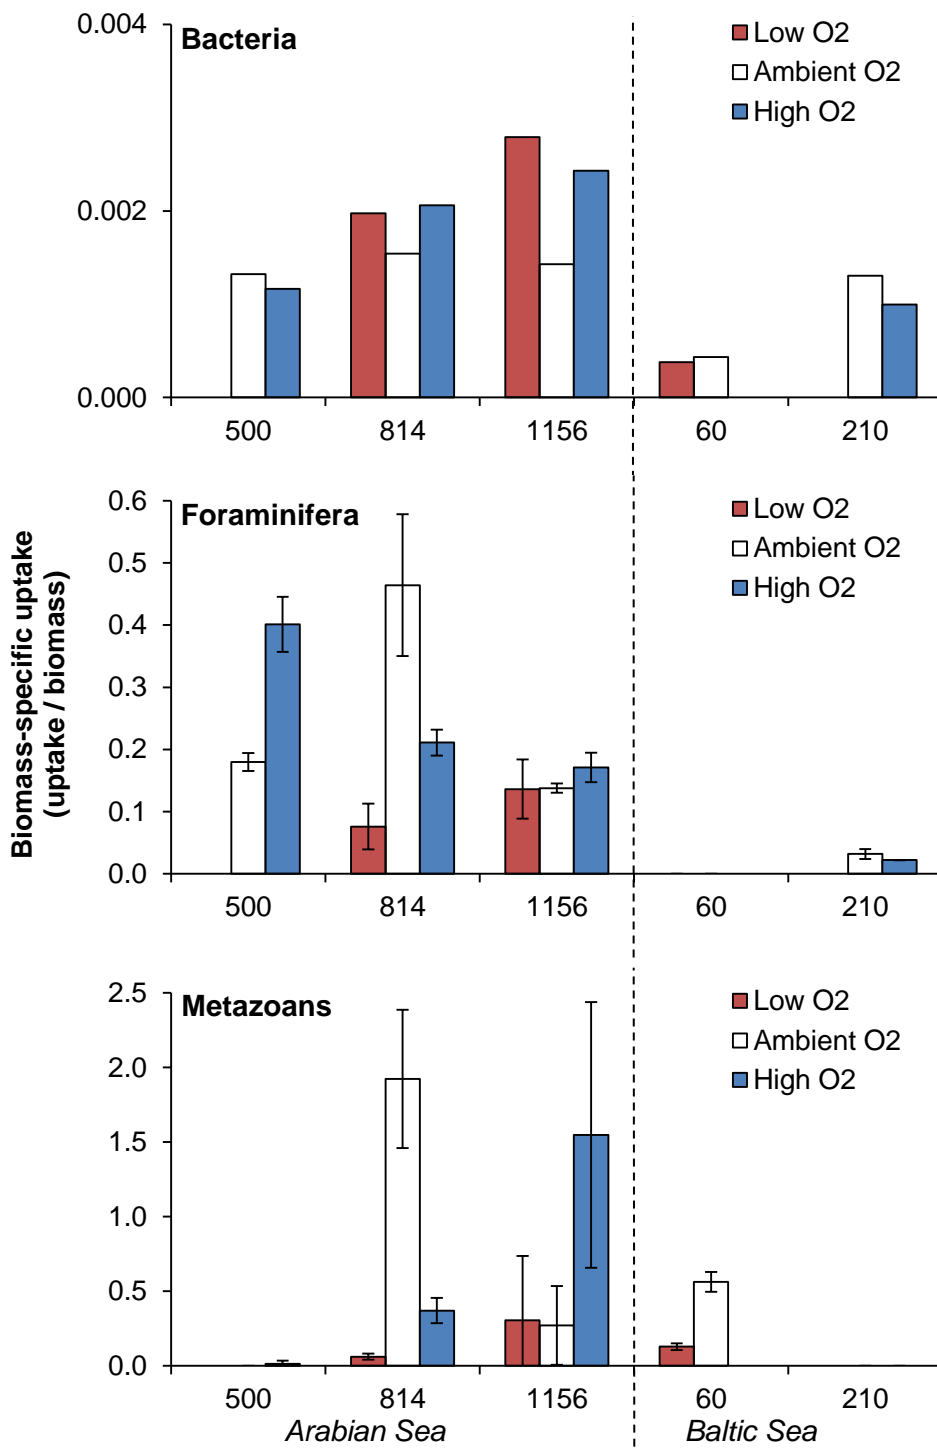 0.004
Bacteria
Low O2
Ambient O2
High O2
0.002
0.000
500 814 1156 60 210
Biomass-specific uptake
(uptake / biomass)
0.6
Foraminifera
Low O2
0.5
Ambient O2
High O2
0.4
0.3
0.2
0.1
0.0
500 814 1156 60 210
2.5
Metazoans
Low O2
Ambient O2
2.0
High O2
1.5
1.0
0.5
0.0
500 814 1156 60 210
Arabian Sea Baltic Sea